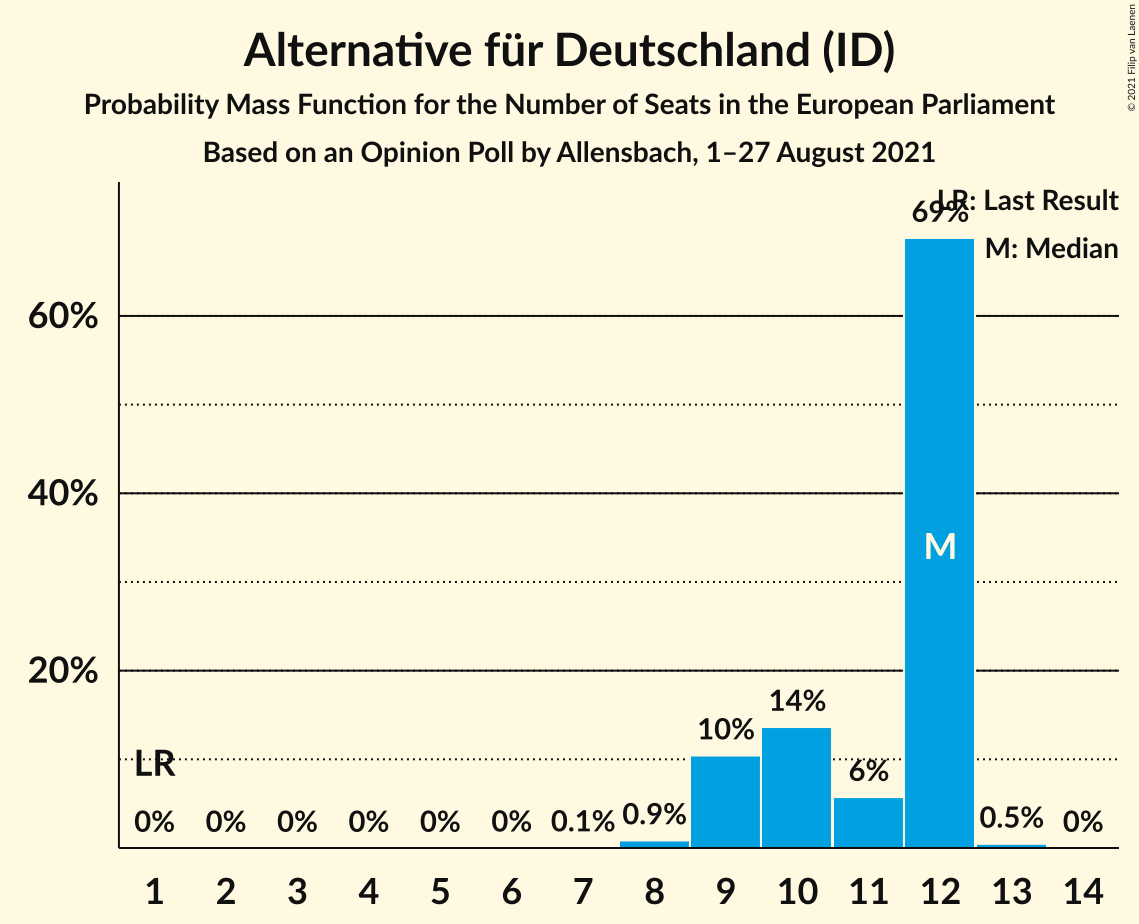 Alternative für Deutschland (ID)
Probability Mass Function for the Number of Seats in the European Parliament
Based on an Opinion Poll by Allensbach, 1–27 August 2021
© 2021 Filip van Laenen
LR: Last Result
M: Median
60%
40%
20%
LR
M
0% 0% 0% 0% 0% 0% 0.1% 0.9% 10% 14% 6% 69% 0.5% 0%
1 2 3 4 5 6 7 8 9 10 11 12 13 14